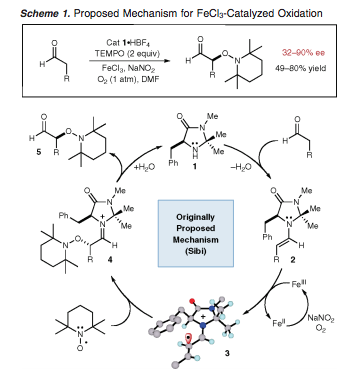 Scheme 1. Proposed Mechanism for FeCl3-Catalyzed Oxidation
Cat 1•HBF4
TEMPO (2 equiv)
FeCl3, NaNO2
O2 (1 atm), DMF
O
H
R
O
H
O
N
R
32–90% ee
49–80% yield
O
H
O
N
R
5
+H2O
O
N
Me
Me
Me
N
H
Ph
1
–H2O
O
H
R
O
N
Me
Me
Me
N
Ph
H
R
2
Originally
Proposed
Mechanism
(Sibi)
O
N
Me
Me
Me
Ph
N
+
N
O
H
R
4
FeIII
FeII
NaNO2
O2
+
3
N
O